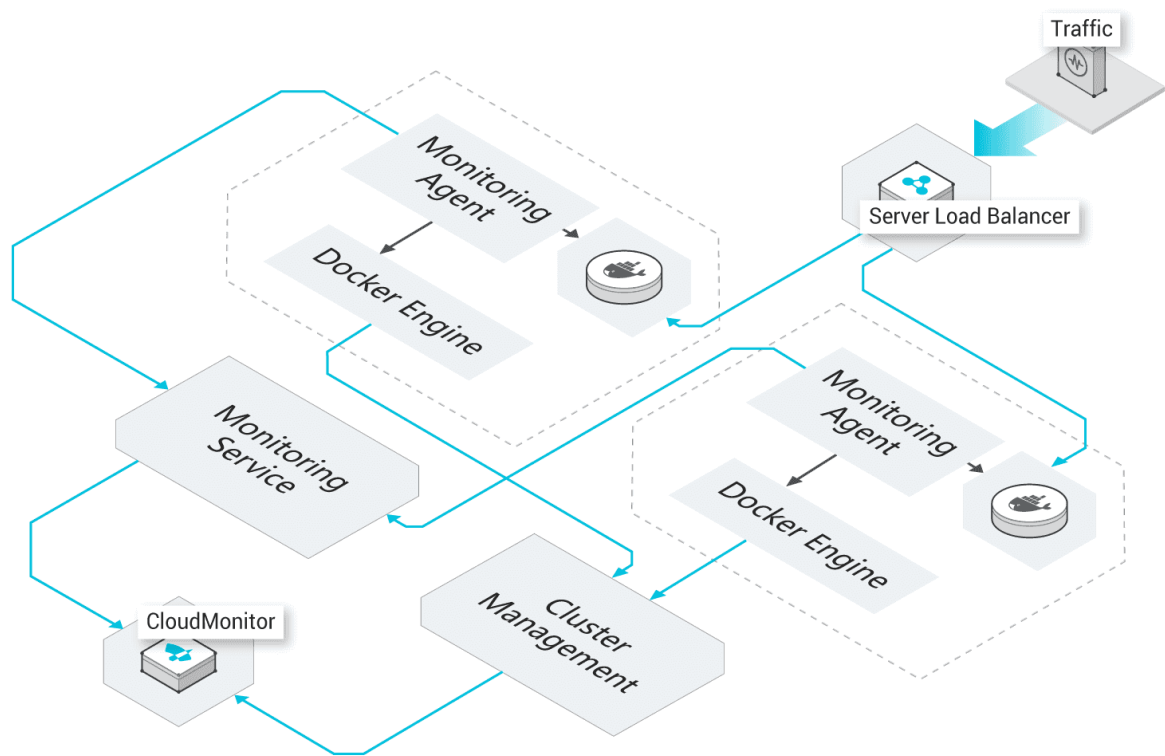 Traffic
Server Load Balancer
Monitoring
Agent
Docker Engine
Monitoring
Agent
Docker Engine
Monitoring
Service
Cluster
Management
CloudMonitor